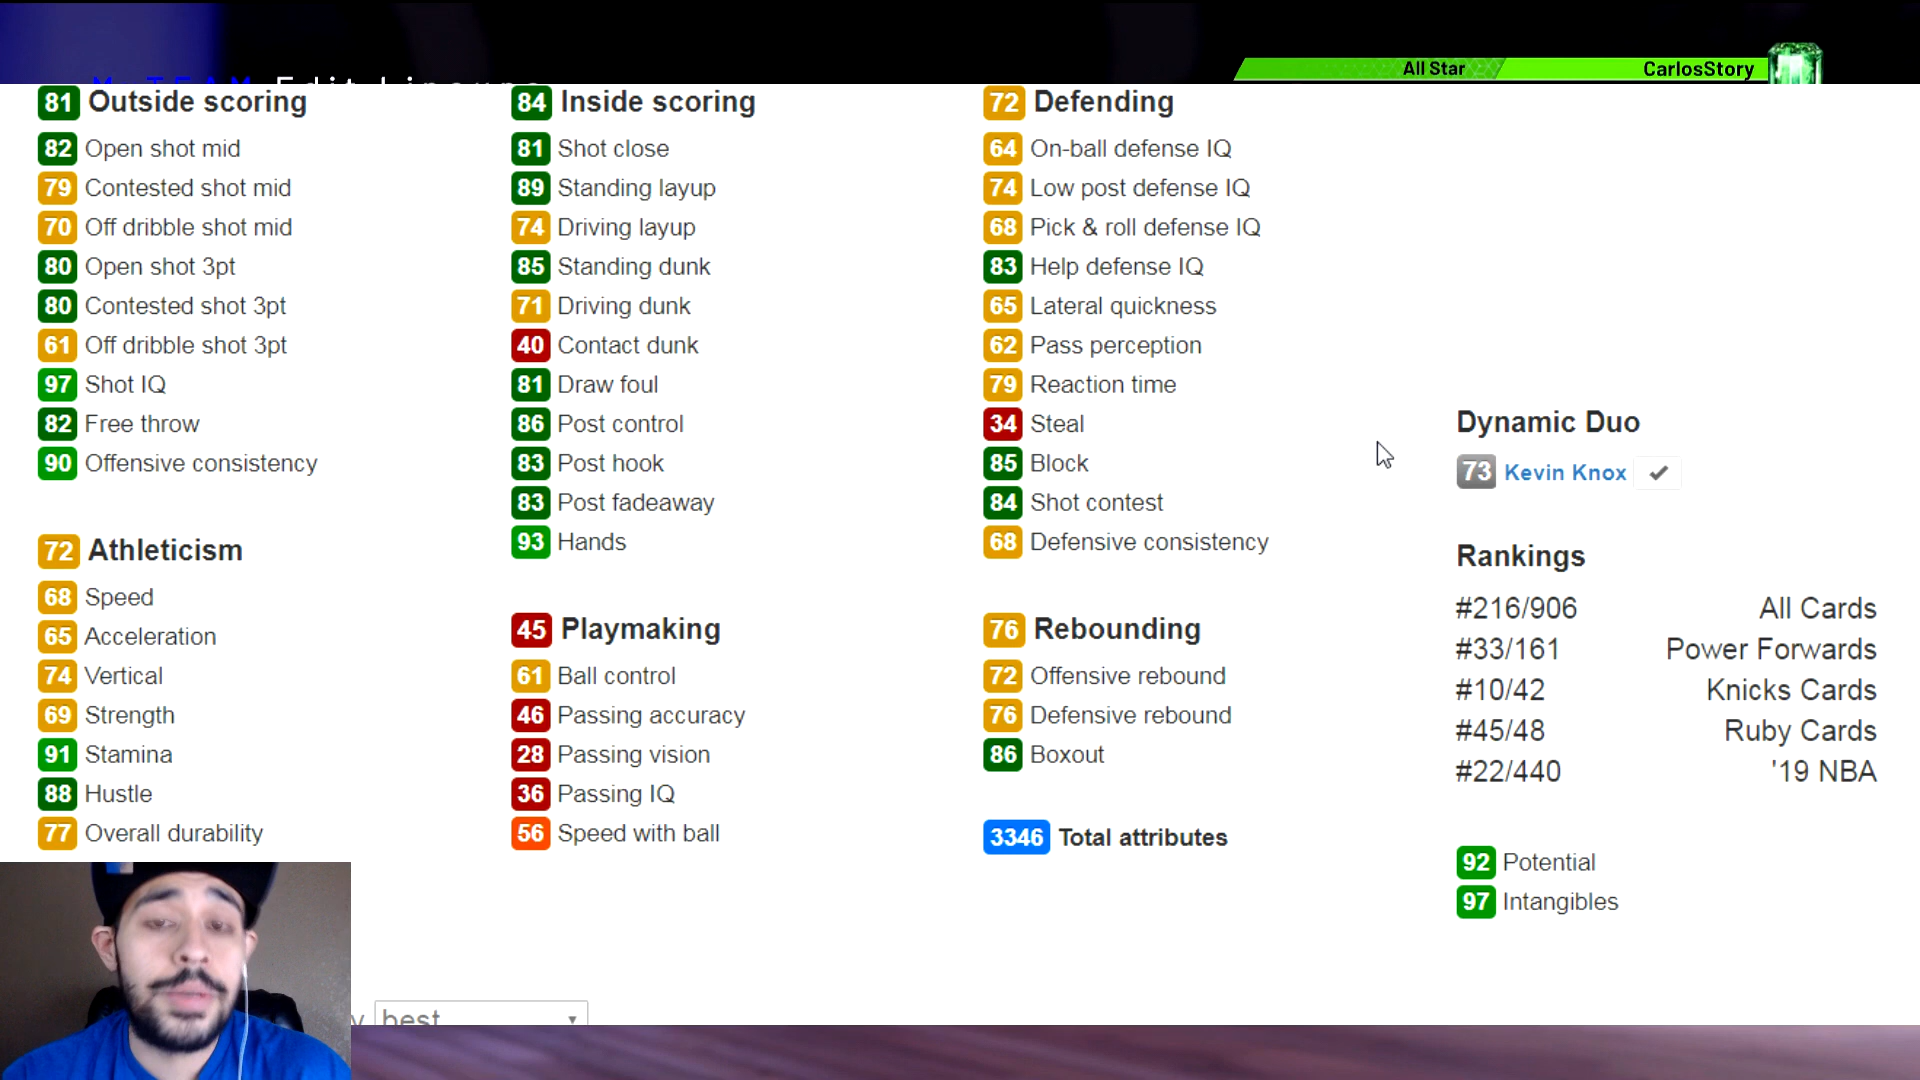 MyTEAM Edit Lineups
All Star
CarlosStory
81 Outside scoring
82 Open shot mid
79 Contested shot mid
70 Off dribble shot mid
80 Open shot 3pt
80 Contested shot 3pt
61 Off dribble shot 3pt
97 Shot IQ
82 Free throw
90 Offensive consistency
72 Athleticism
68 Speed
65 Acceleration
74 Vertical
69 Strength
91 Stamina
88 Hustle
77 Overall durability
84 Inside scoring
81 Shot close
89 Standing layup
74 Driving layup
85 Standing dunk
71 Driving dunk
40 Contact dunk
81 Draw foul
86 Post control
83 Post hook
83 Post fadeaway
93 Hands
45 Playmaking
61 Ball control
46 Passing accuracy
28 Passing vision
36 Passing IQ
56 Speed with ball
72 Defending
64 On-ball defense IQ
74 Low post defense IQ
68 Pick & roll defense IQ
83 Help defense IQ
65 Lateral quickness
62 Pass perception
79 Reaction time
34 Steal
85 Block
84 Shot contest
68 Defensive consistency
76 Rebounding
72 Offensive rebound
76 Defensive rebound
86 Boxout
3346 Total attributes
Dynamic Duo
73 Kevin Knox
Rankings
#216/906 All Cards
#33/161 Power Forwards
#10/42 Knicks Cards
#45/48 Ruby Cards
#22/440 '19 NBA
92 Potential
97 Intangibles
y best